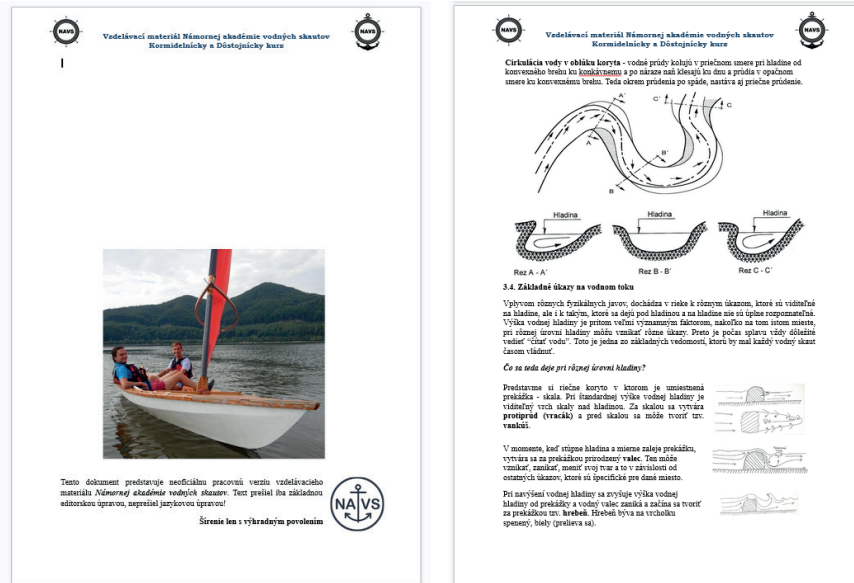 NAVS
Vzdelávací materiál Námornej akadémie vodných skautov
Kormidelnícky a Dôstojnícky kurz
NAVS
Tento dokument predstavuje neoficiálnu pracovnú verziu vzdelávacieho
materiálu Námornej akadémie vodných skautov. Text prešiel iba základnou
editorskou úpravou, neprešiel jazykovou úpravou!
Šírenie len s výhradným povolením
NAVS
NAVS
Vzdelávací materiál Námornej akadémie vodných skautov
Kormidelnícky a Dôstojnícky kurz
NAVS
Cirkulácia vody v oblúku koryta - vodné prúdy kolujú v priečnom smere pri hladine od
konvexného brehu ku konkávnemu a po náraze naň klesajú ku dnu a prúdia v opačnom
smere ku konvexnému brehu. Teda okrem prúdenia po spáde, nastáva aj priečne prúdenie.
A´
C´
C
A
B´
B
Hladina
Hladina
Hladina
Rez A - A´
Rez B - B´
Rez C - C´
3.4. Základné úkazy na vodnom toku
Vplyvom rôznych fyzikálnych javov, dochádza v rieke k rôznym úkazom, ktoré sú viditeľné
na hladine, ale i k takým, ktoré sa dejú pod hladinou a na hladine nie sú úplne rozpoznateľné.
Výška vodnej hladiny je pritom veľmi významným faktorom, nakoľko na tom istom mieste,
pri rôznej úrovni hladiny môžu vznikať rôzne úkazy. Preto je počas splavu vždy dôležité
vedieť “čítať vodu”. Toto je jedna zo základných vedomostí, ktorú by mal každý vodný skaut
časom vládnuť.
Čo sa teda deje pri rôznej úrovni hladiny?
Predstavme si riečne koryto v ktorom je umiestnená
prekážka - skala. Pri štandardnej výške vodnej hladiny je
viditeľný vrch skaly nad hladinou. Za skalou sa vytvára
protiprúd (vracák) a pred skalou sa môže tvoriť tzv.
vankúš.
V momente, keď stúpne hladina a mierne zaleje prekážku,
vytvára sa za prekážkou prirodzený valec. Ten môže
vznikať, zanikať, meniť svoj tvar a to v závislosti od
ostatných úkazov, ktoré sú špecifické pre dané miesto.
Pri navýšení vodnej hladiny sa zvyšuje výška vodnej
hladiny od prekážky a vodný valec zaniká a začína sa tvoriť
za prekážkou tzv. hrebeň. Hrebeň býva na vrcholku
spenený, biely (prelieva sa).